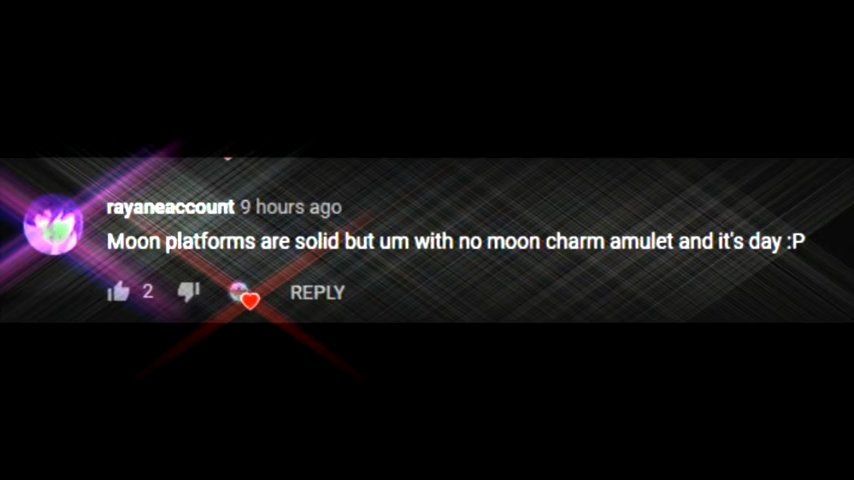 rayaneaccount 9 hours ago
Moon platforms are solid but um with no moon charm amulet and it's day :P
2 REPLY